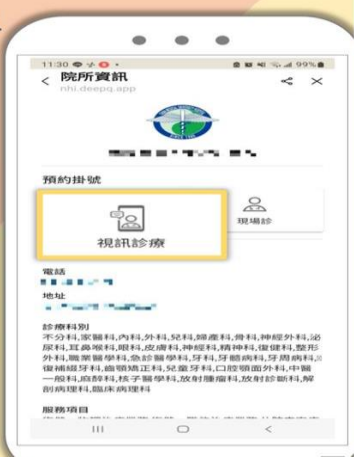 11:30
99%
院所資訊
nhi.deepq.app
預約掛號
視訊診療
現場診
電話
地址
診療科別
不分科,家醫科,內科,外科,兒科,婦產科,骨科,神經外科,泌
尿科,耳鼻喉科,眼科,皮膚科,神經科,精神科,復健科,整形
外科,職業醫學科,急診醫學科,牙科,牙髓病科,牙周病科,
復補綴牙科,齒顎矯正科,兒童牙科,口腔顎面外科,中醫
一般科,麻醉科,核子醫學科,放射腫瘤科,放射診斷科,解
剖病理科,臨床病理科
服務項目